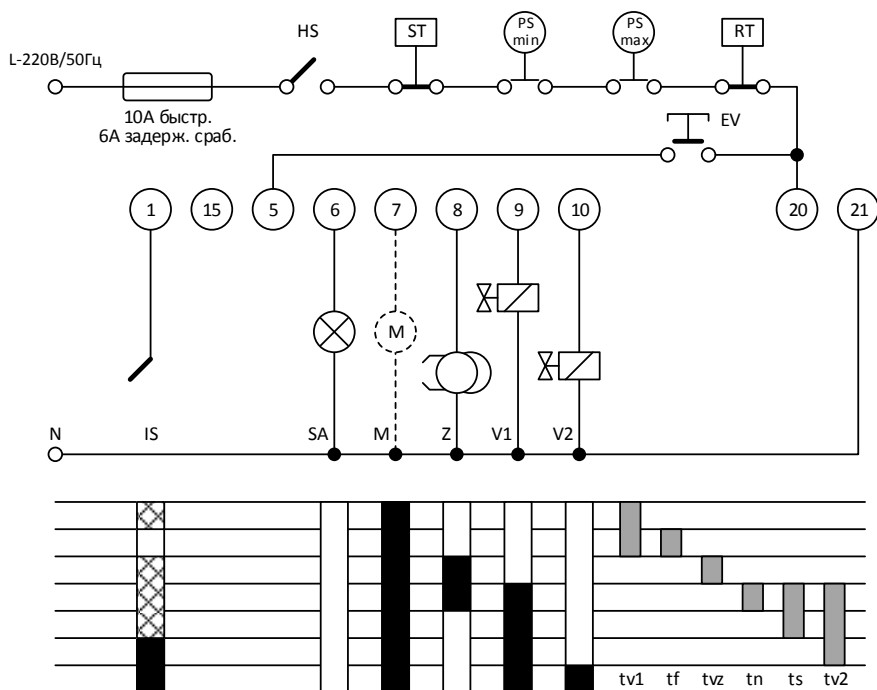 HS
ST
PS
min
PS
max
RT
L-220В/50Гц
10А быстр.
6А задерж. сраб.
EV
1
15
5
6
7
8
9
10
20
21
M
N
IS
SA
M
Z
V1
V2
tv1
tf
tvz
tn
ts
tv2